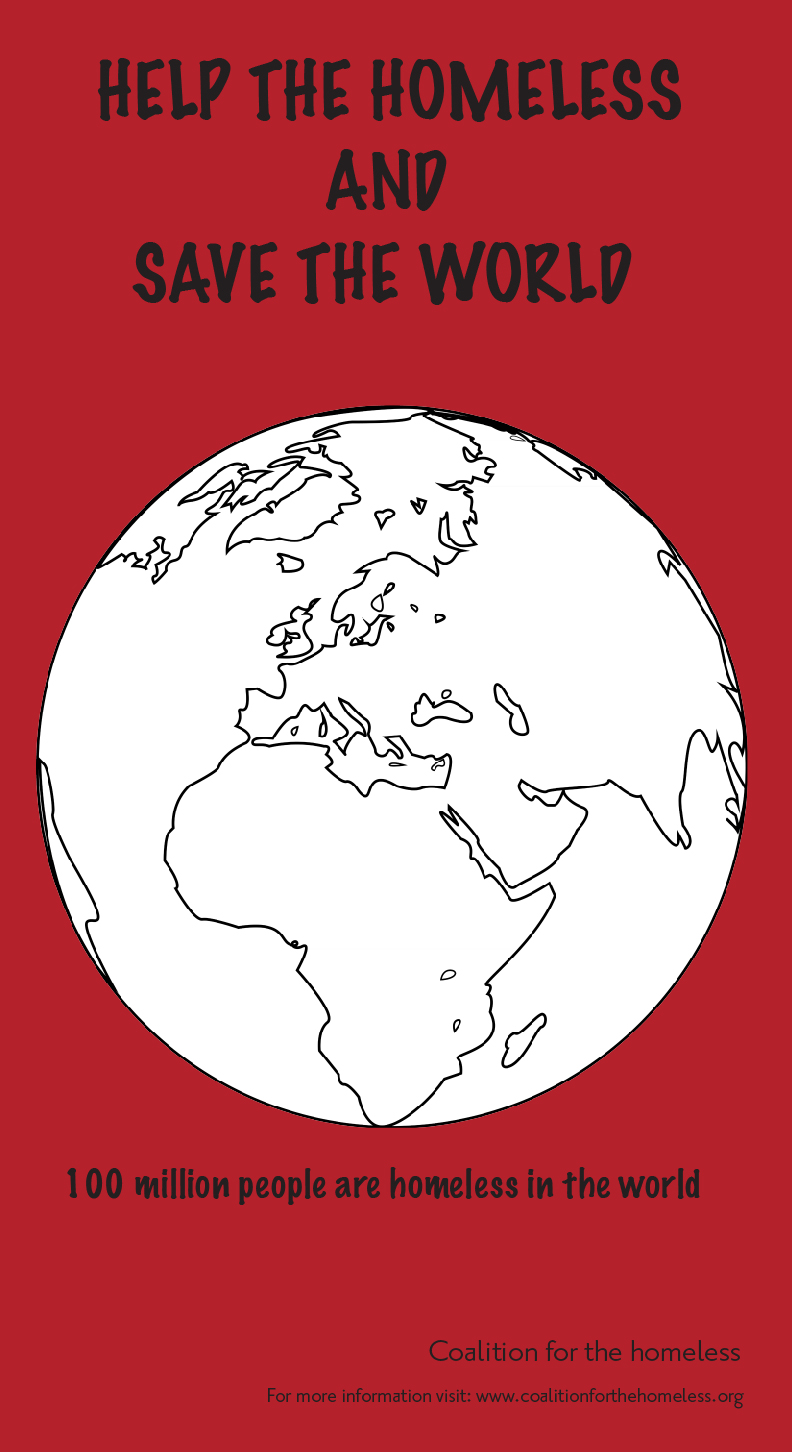 HELP THE HOMELESS
AND
SAVE THE WORLD
100 million people are homeless in the world
Coalition for the homeless
For more information visit: www.coalitionforthehomeless.org